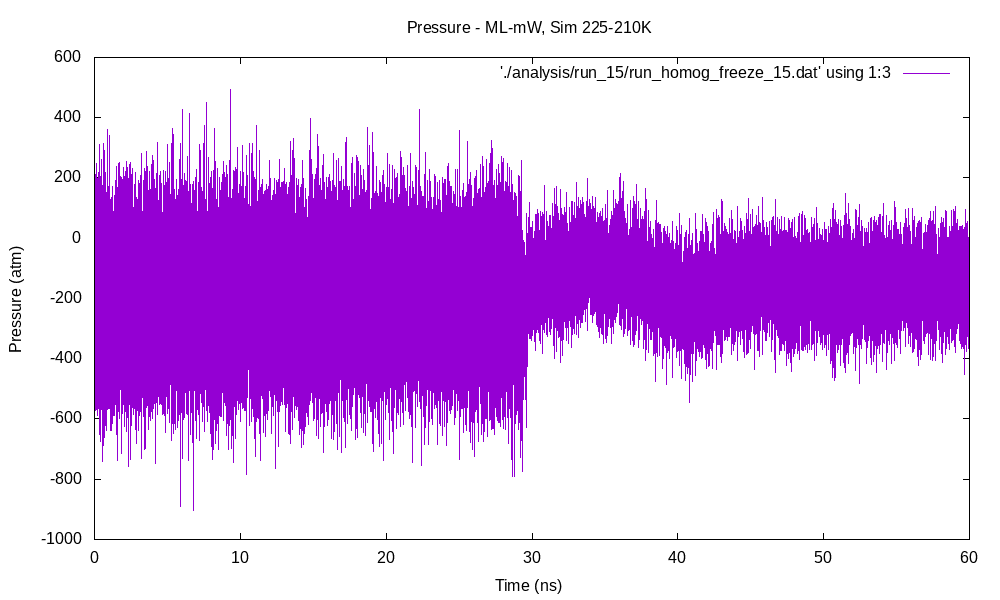 Pressure - ML-mW, Sim 225-210K
'./analysis/run_15/run_homog_freeze_15.dat' using 1:3
600
400
200
0
-200
-400
-600
-800
-1000
Pressure (atm)
0 10 20 30 40 50 60
Time (ns)